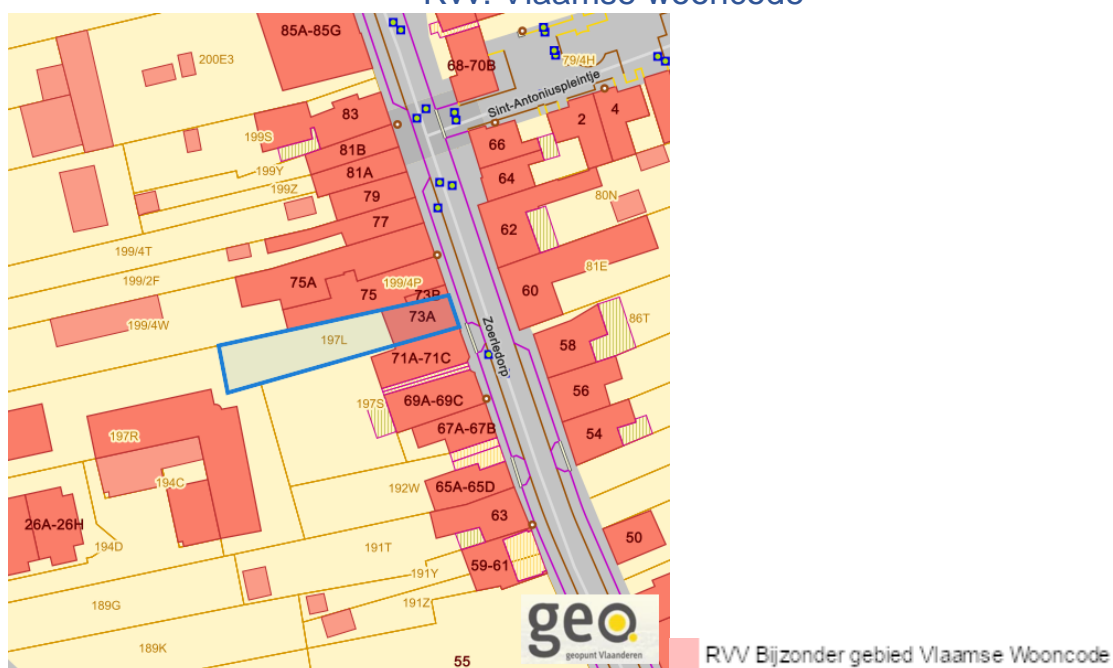 RVV: Vlaamse wooncode
85A-85G
200E3
68-70B
79/4H
Sint-Antoniuspleintje
83
2
4
199S
81B
66
199Y
81A
64
199Z
79
80N
77
62
199/4T
81E
199/2F
75A
199/4P
75
73B
60
199/4W
73A
86T
197L
Zoerledorp
58
71A-71C
56
197S
69A-69C
67A-67B
54
197R
194C
192W
65A-65D
26A-26H
63
50
194D
191T
59-61
191Y
189G
191Z
geo
geopunt Vlaanderen
189K
55
RVV Bijzonder gebied Vlaamse Wooncode